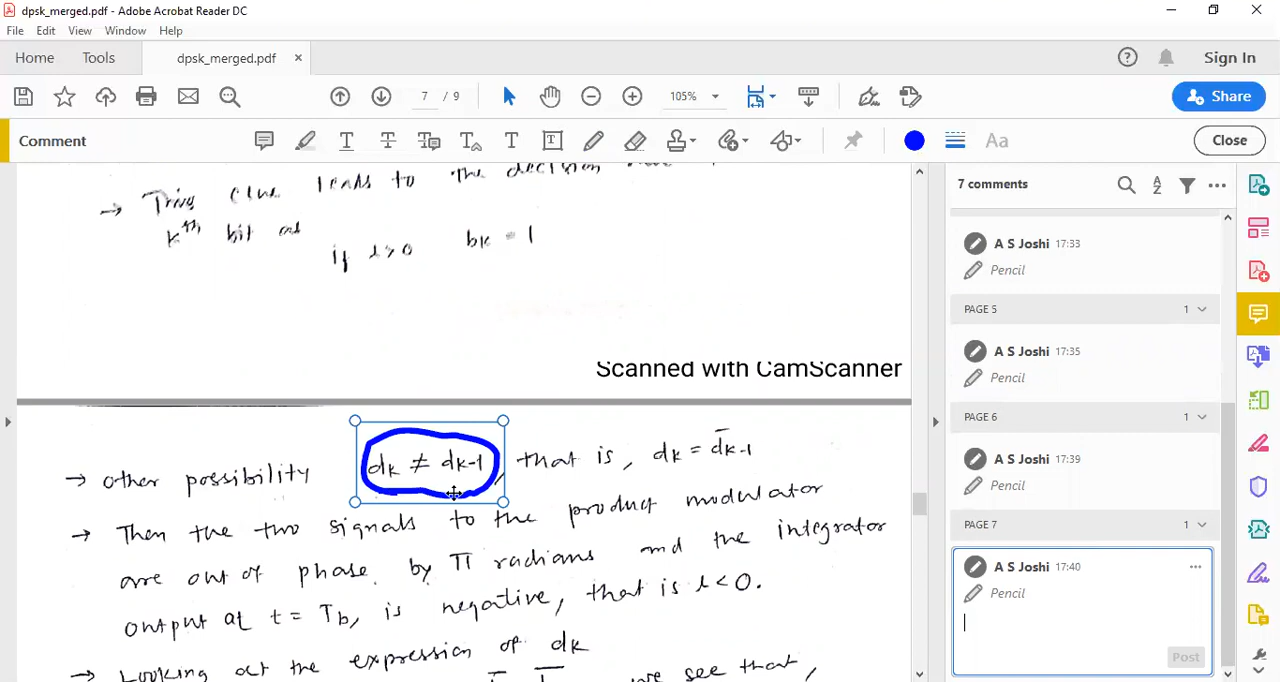 dpsk_merged.pdf - Adobe Acrobat Reader DC
File Edit View Window Help
Home Tools dpsk_merged.pdf × Sign In
7 / 9 105% Share
Comment Close
→ This clue leads to the decision
kth bit as
if l>0 bk = 1
Scanned with CamScanner
→ other possibility dk ≠ dk-1, that is, dk = d̄k-1
→ Then the two signals to the product modulator
are out of phase by π radians and the integrator
output at t = Tb, is negative, that is l < 0.
→ Looking at the expression of dk
we see that,
7 comments
A S Joshi 17:33
Pencil
PAGE 5 1
A S Joshi 17:35
Pencil
PAGE 6 1
A S Joshi 17:39
Pencil
PAGE 7 1
A S Joshi 17:40
Pencil
Post